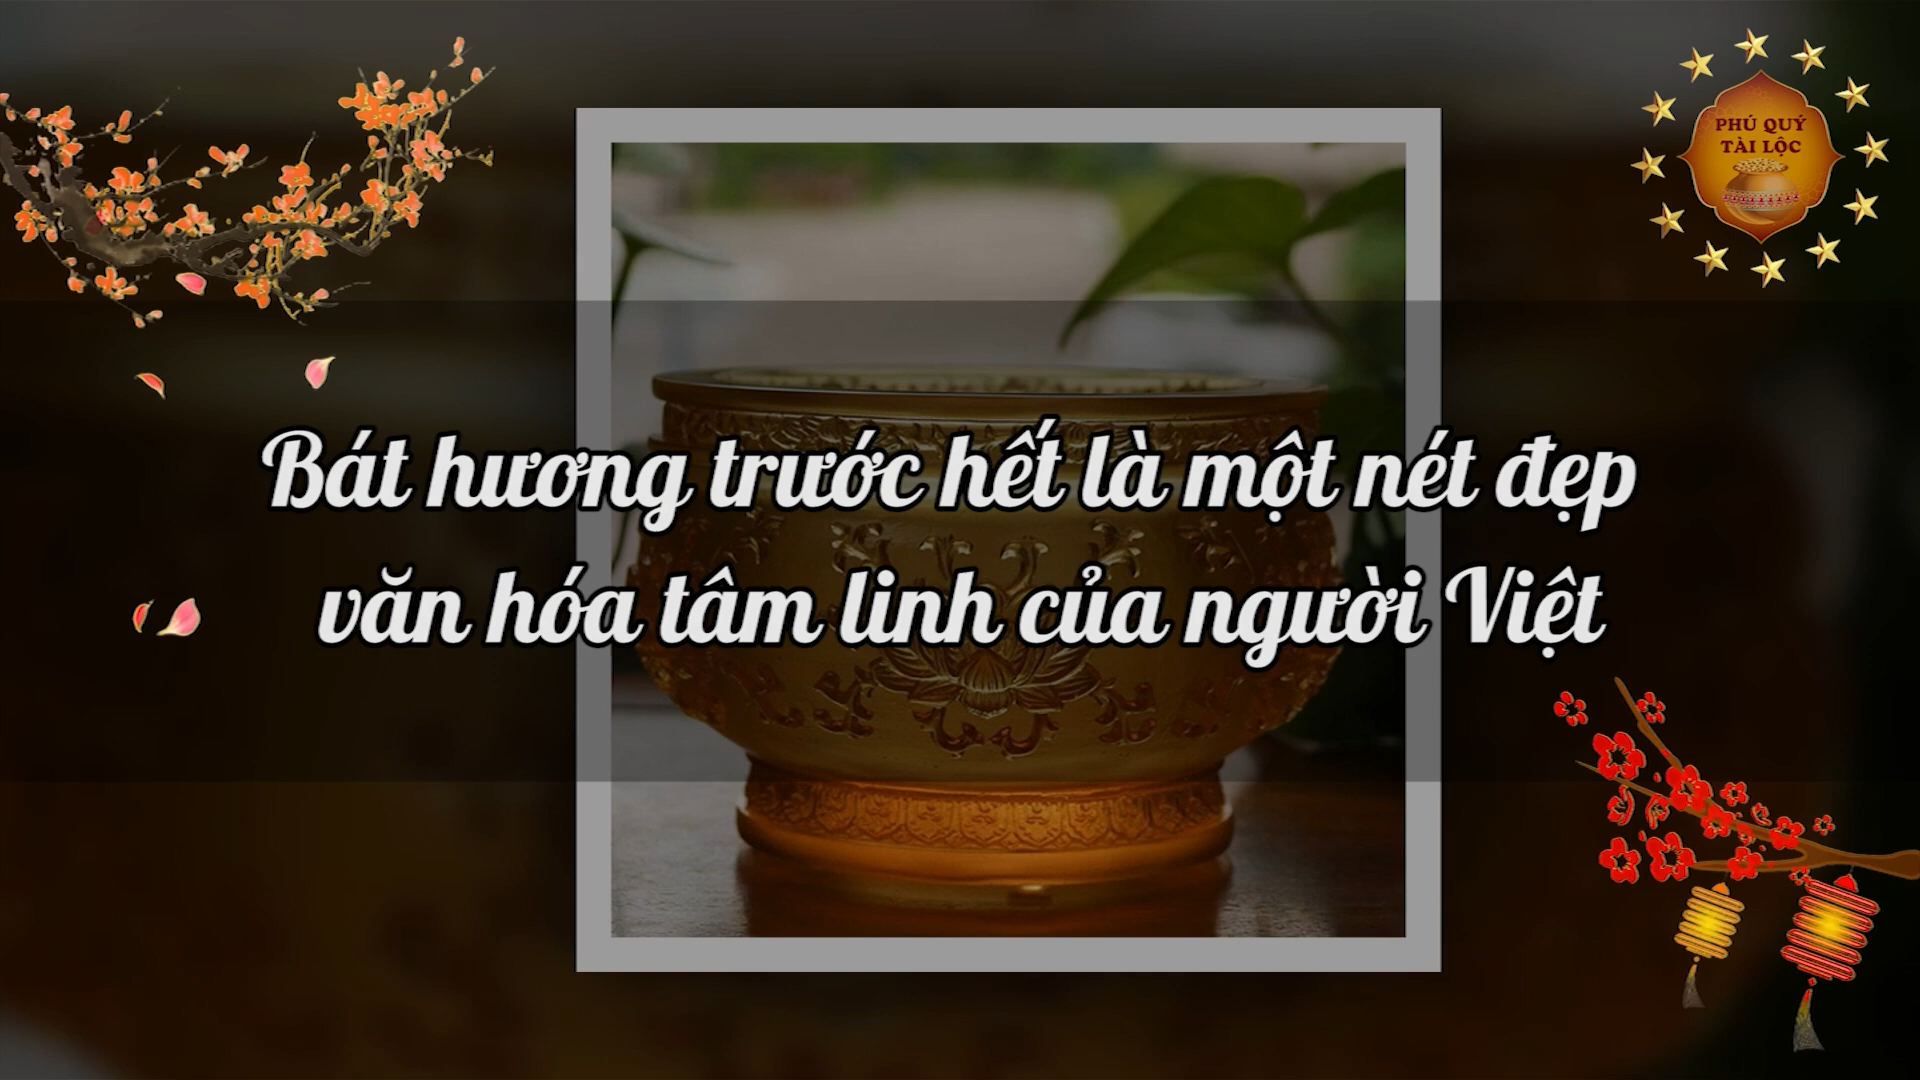 PHÚ QUÝ
TÀI LỘC
Bát hương trước hết là một nét đẹp
văn hóa tâm linh của người Việt